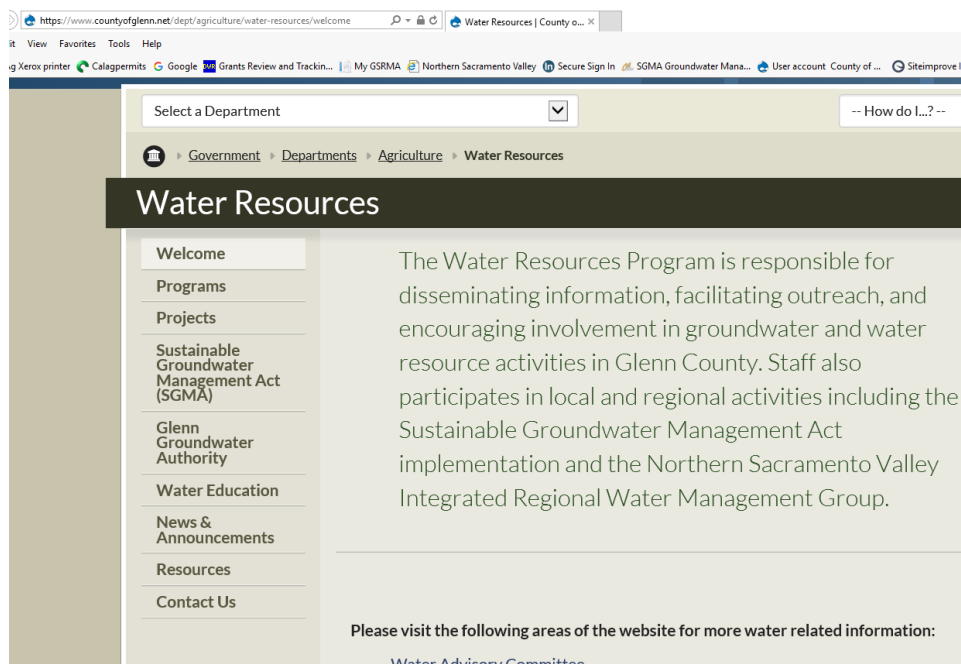 https://www.countyofglenn.net/dept/agriculture/water-resources/welcome
Water Resources | County o...
View Favorites Tools Help
Xerox printer Calagpermits Google Grants Review and Trackin... My GSRMA Northern Sacramento Valley Secure Sign In SGMA Groundwater Mana... User account County of ... Siteimprove
Select a Department
-- How do I...? --
Government Departments Agriculture Water Resources
Water Resources
Welcome
Programs
Projects
Sustainable
Groundwater
Management Act
(SGMA)
Glenn
Groundwater
Authority
Water Education
News &
Announcements
Resources
Contact Us
The Water Resources Program is responsible for
disseminating information, facilitating outreach, and
encouraging involvement in groundwater and water
resource activities in Glenn County. Staff also
participates in local and regional activities including the
Sustainable Groundwater Management Act
implementation and the Northern Sacramento Valley
Integrated Regional Water Management Group.
Please visit the following areas of the website for more water related information:
Water Advisory Committee